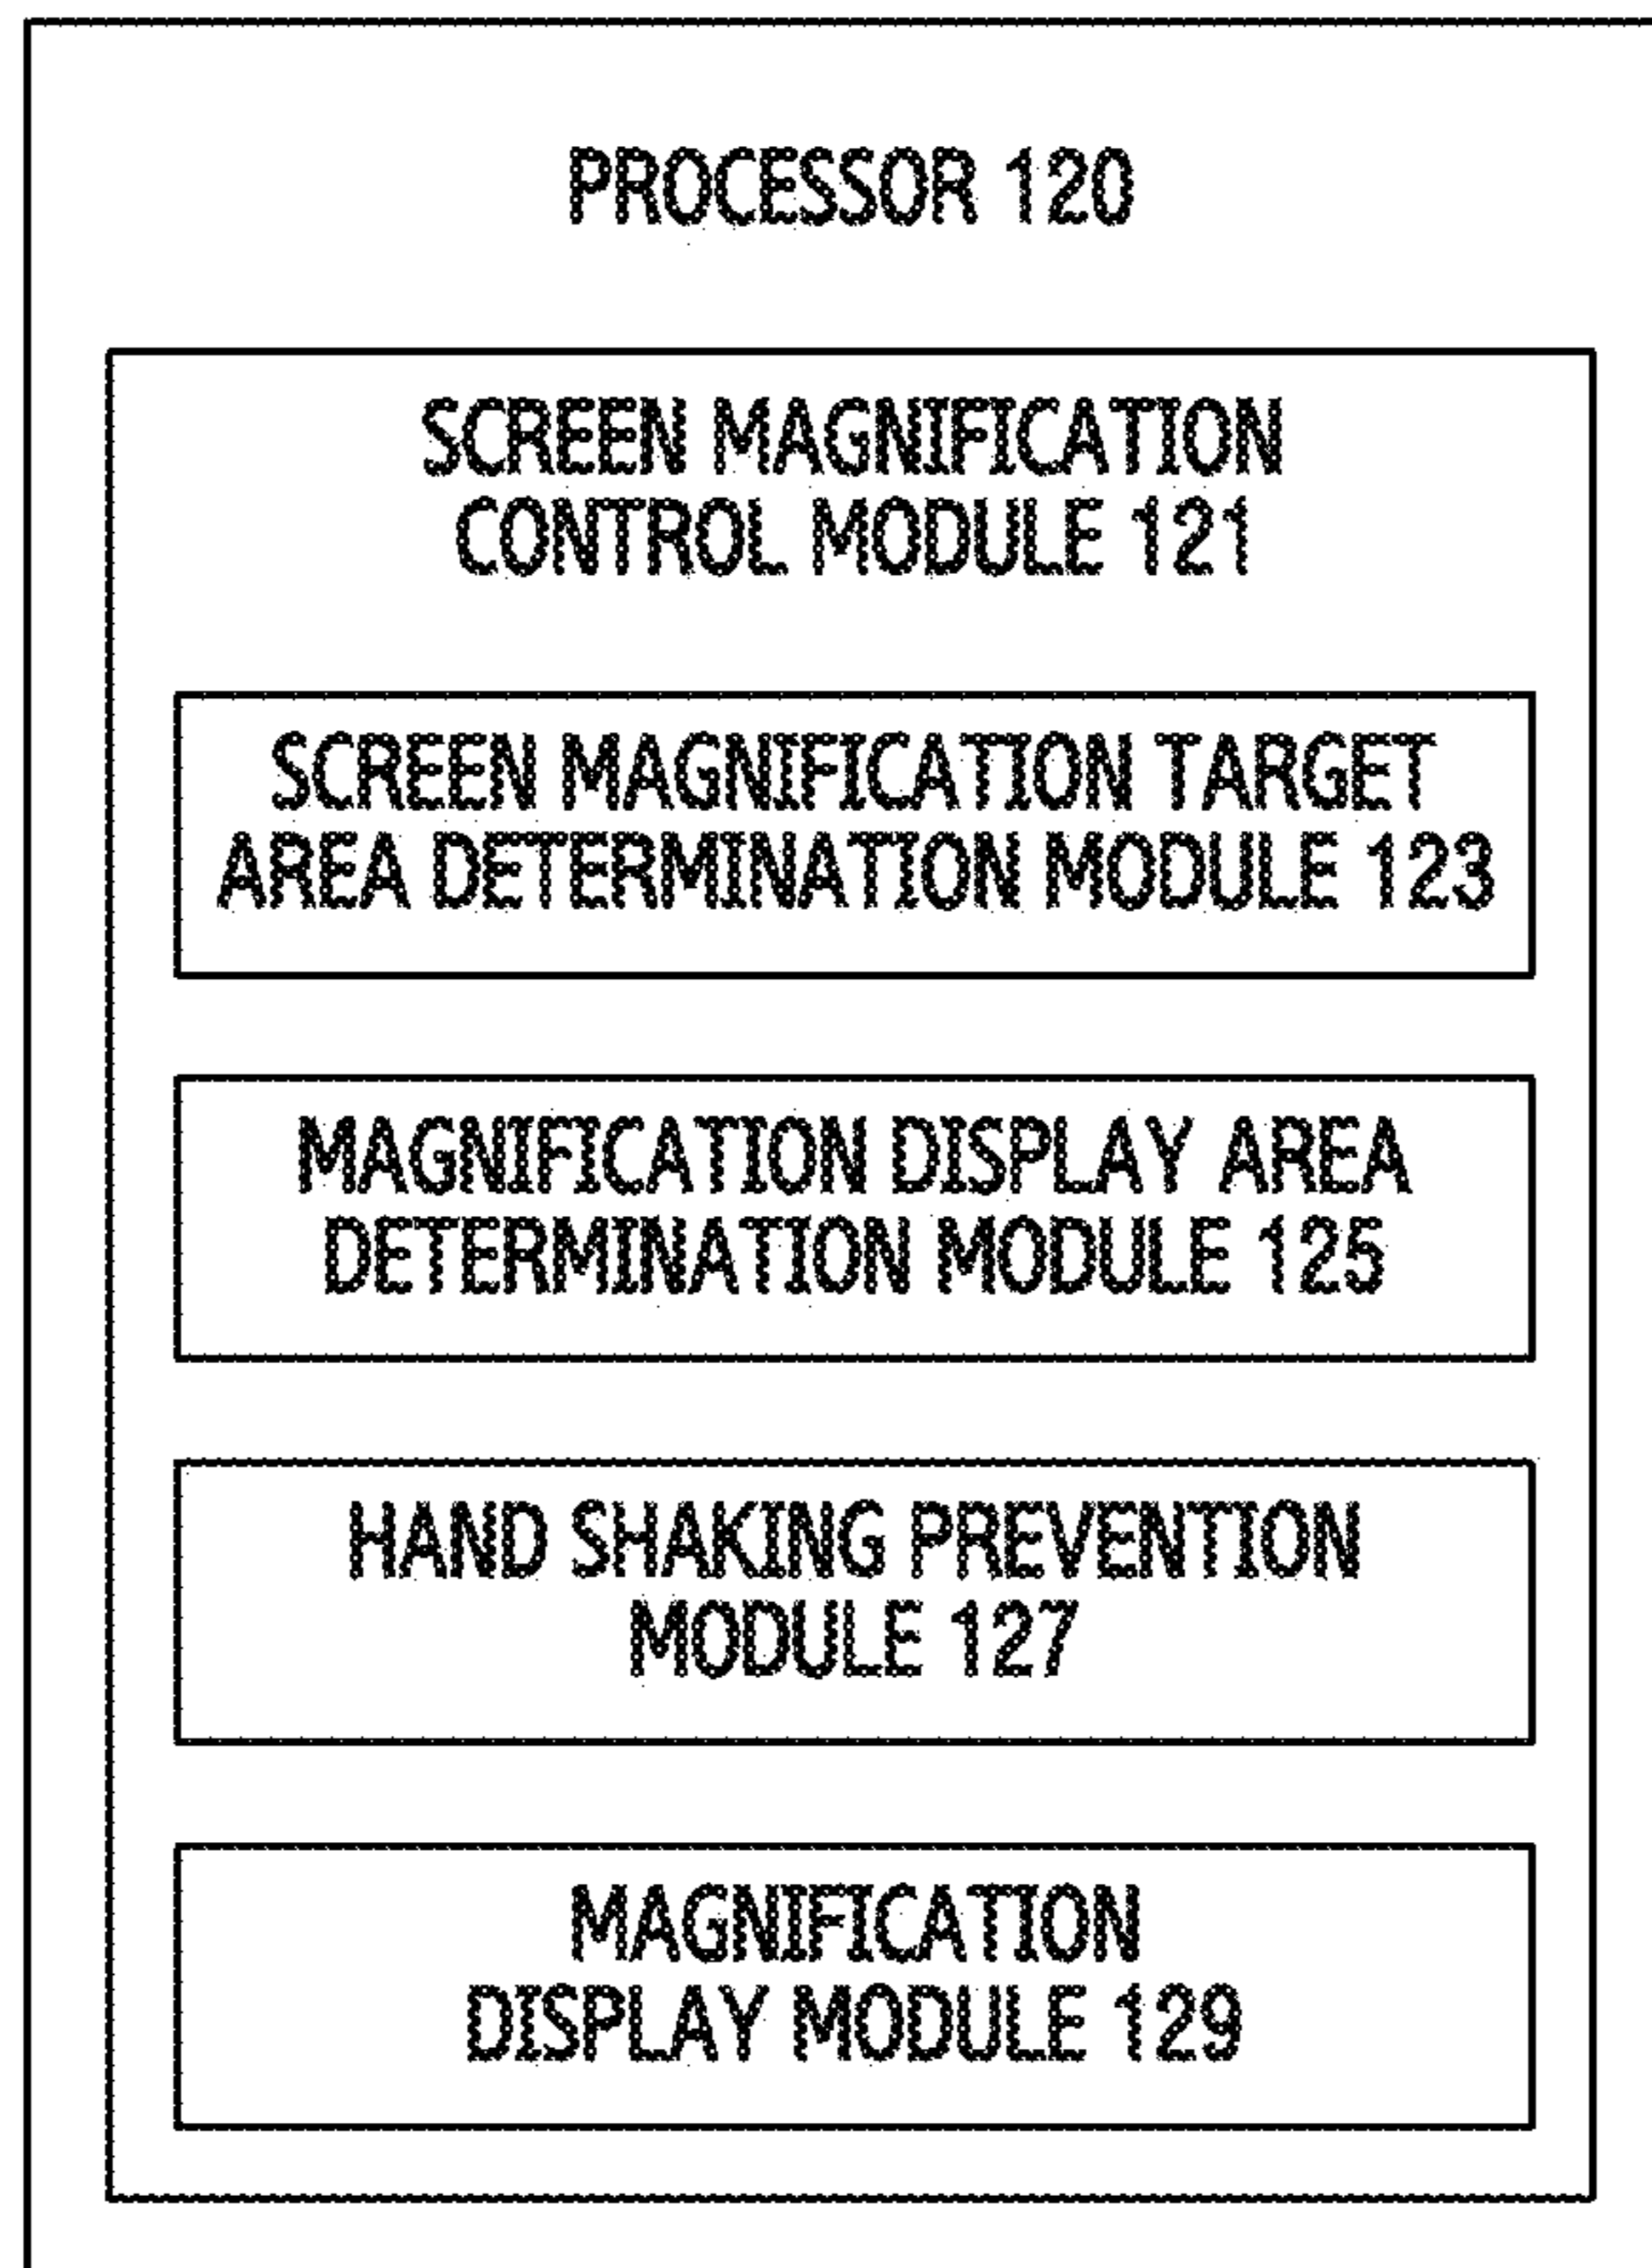 PROCESSOR 120
SCREEN MAGNIFICATION
CONTROL MODULE 121
SCREEN MAGNIFICATION TARGET
AREA DETERMINATION MODULE 123
MAGNIFICATION DISPLAY AREA
DETERMINATION MODULE 125
HAND SHAKING PREVENTION
MODULE 127
MAGNIFICATION
DISPLAY MODULE 129